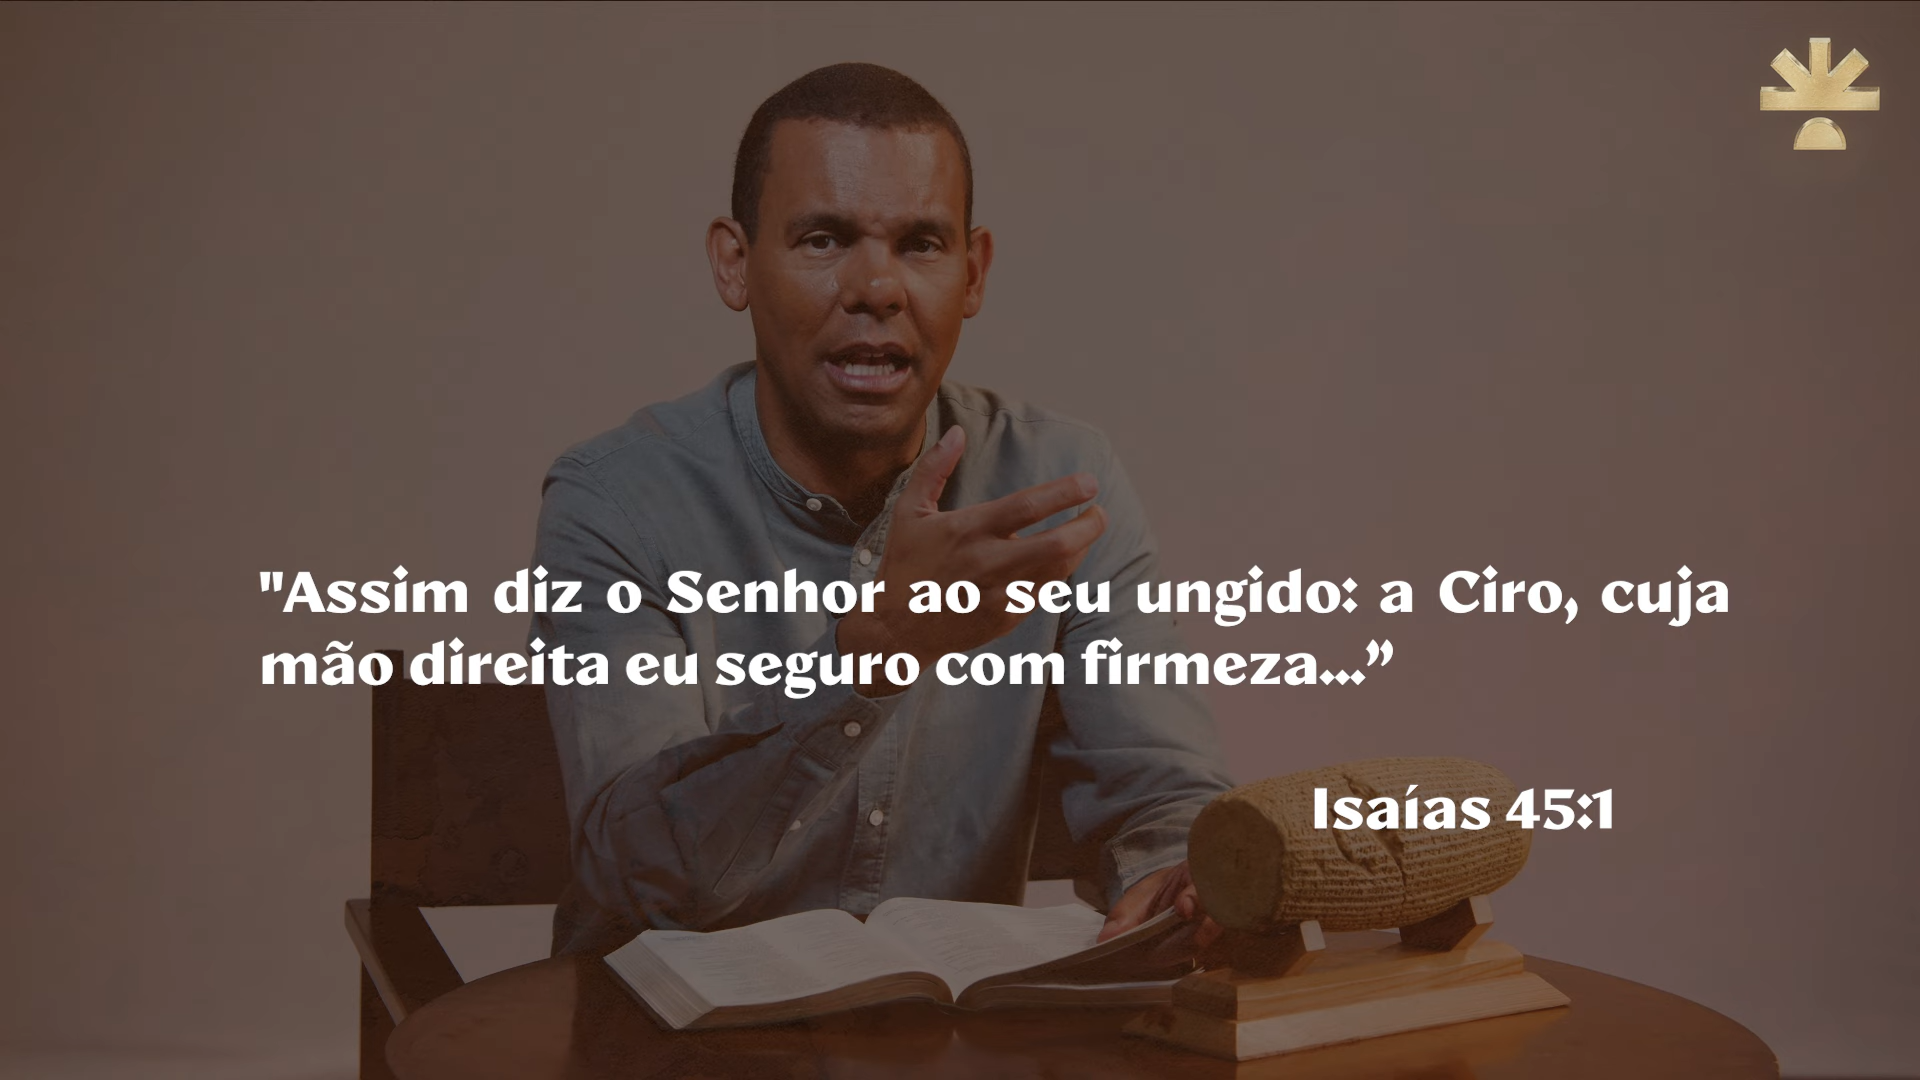 "Assim diz o Senhor ao seu ungido: a Ciro, cuja
mão direita eu seguro com firmeza...”
Isaías 45:1